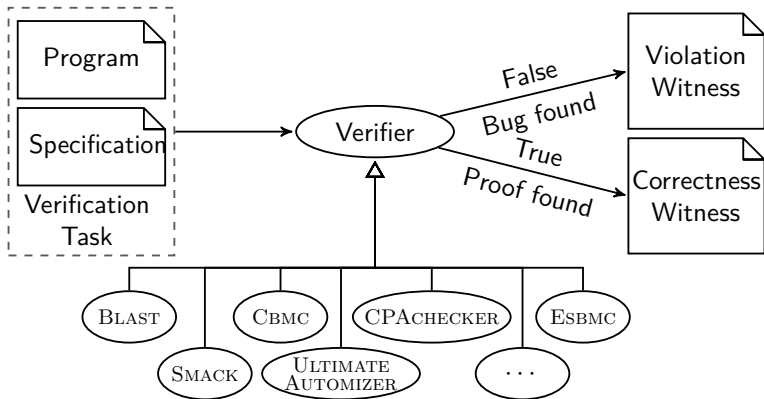 Program
Specification
Verification
Task
Verifier
False
Bug found
True
Proof found
Violation
Witness
Correctness
Witness
BLAST
CBMC
CPACHECKER
ESBMC
SMACK
ULTIMATE
AUTOMIZER
...